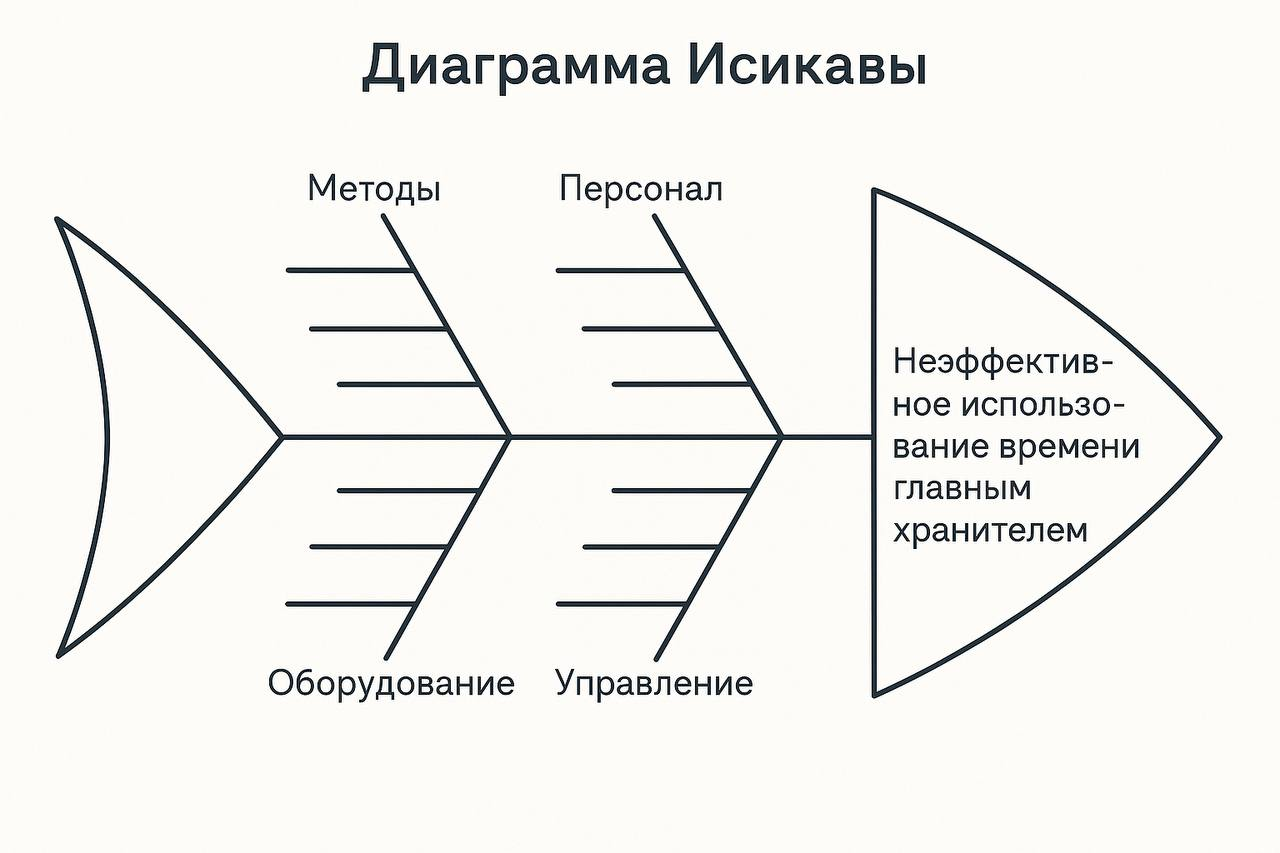 Диаграмма Исикавы
Методы
Персонал
Неэффектив-
ное использо-
вание времени
главным
хранителем
Оборудование
Управление